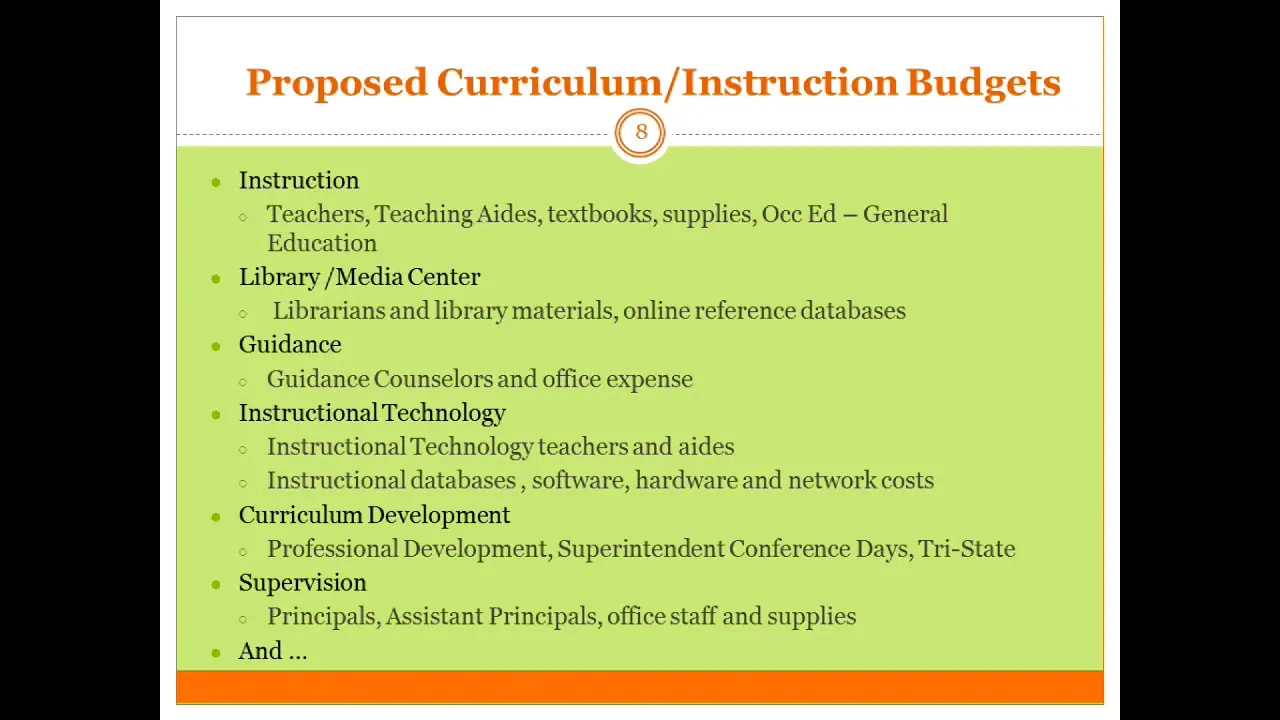 Proposed Curriculum/Instruction Budgets
8
Instruction
Teachers, Teaching Aides, textbooks, supplies, Occ Ed – General
Education
Library /Media Center
Librarians and library materials, online reference databases
Guidance
Guidance Counselors and office expense
Instructional Technology
Instructional Technology teachers and aides
Instructional databases , software, hardware and network costs
Curriculum Development
Professional Development, Superintendent Conference Days, Tri-State
Supervision
Principals, Assistant Principals, office staff and supplies
And ...